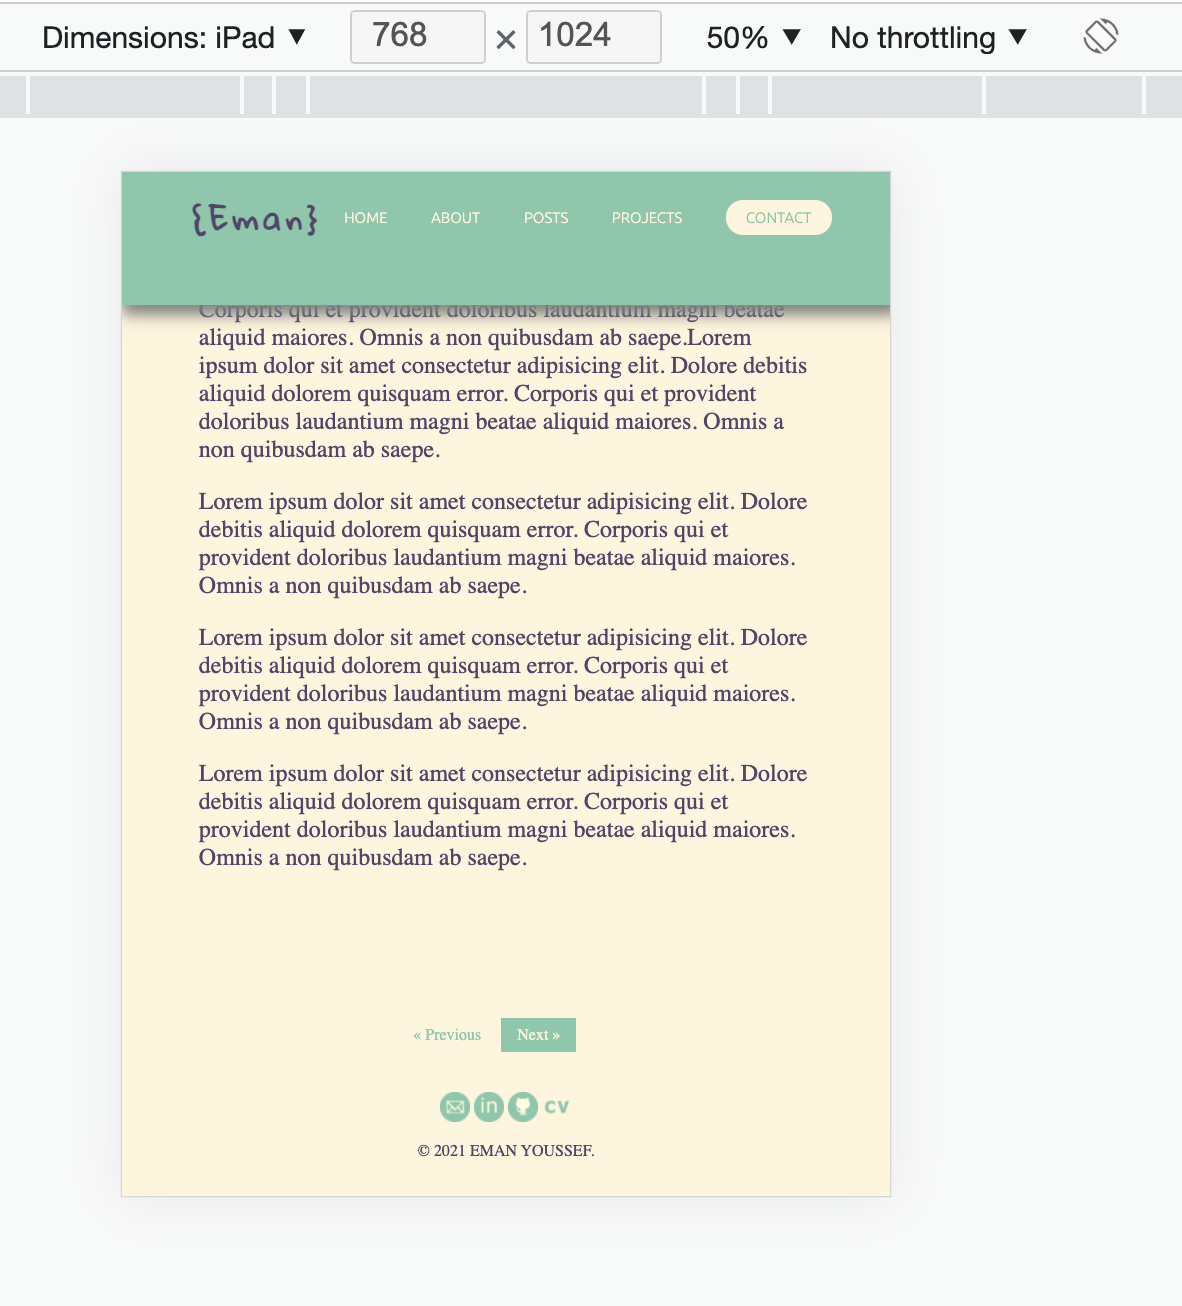 Dimensions: iPad ▼ 768 × 1024 50% ▼ No throttling ▼
{Eman} HOME ABOUT POSTS PROJECTS CONTACT
Corporis qui et provident doloribus laudantium magni beatae
aliquid maiores. Omnis a non quibusdam ab saepe.Lorem
ipsum dolor sit amet consectetur adipisicing elit. Dolore debitis
aliquid dolorem quisquam error. Corporis qui et provident
doloribus laudantium magni beatae aliquid maiores. Omnis a
non quibusdam ab saepe.
Lorem ipsum dolor sit amet consectetur adipisicing elit. Dolore
debitis aliquid dolorem quisquam error. Corporis qui et
provident doloribus laudantium magni beatae aliquid maiores.
Omnis a non quibusdam ab saepe.
Lorem ipsum dolor sit amet consectetur adipisicing elit. Dolore
debitis aliquid dolorem quisquam error. Corporis qui et
provident doloribus laudantium magni beatae aliquid maiores.
Omnis a non quibusdam ab saepe.
Lorem ipsum dolor sit amet consectetur adipisicing elit. Dolore
debitis aliquid dolorem quisquam error. Corporis qui et
provident doloribus laudantium magni beatae aliquid maiores.
Omnis a non quibusdam ab saepe.
« Previous Next »
in CV
© 2021 EMAN YOUSSEF.